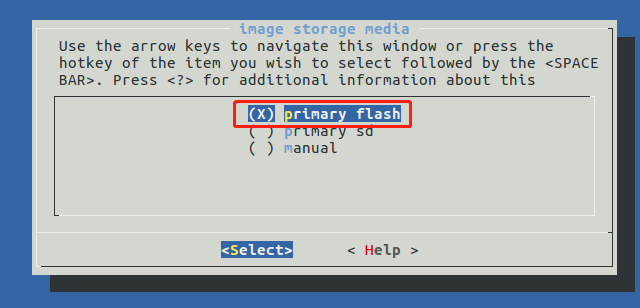 image storage media
Use the arrow keys to navigate this window or press the
hotkey of the item you wish to select followed by the <SPACE
BAR>. Press <?> for additional information about this
(X) primary flash
( ) primary sd
( ) manual
<Select> < Help >